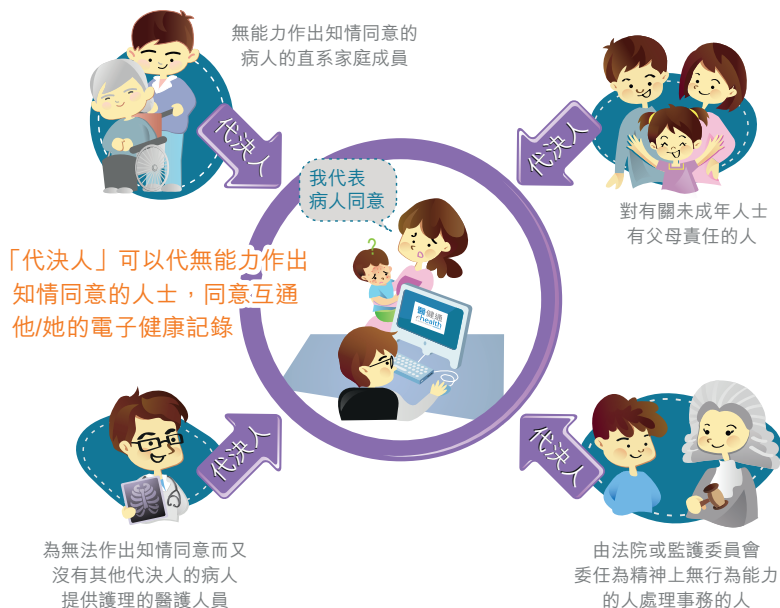 無能力作出知情同意的
病人的直系家庭成員
代決人
代決人
我代表
病人同意
對有關未成年人士
有父母責任的人
「代決人」可以代無能力作出
知情同意的人士，同意互通
他/她的電子健康記錄
醫健通
ehealth
代決人
代決人
為無法作出知情同意而又
沒有其他代決人的病人
提供護理的醫護人員
由法院或監護委員會
委任為精神上無行為能力
的人處理事務的人